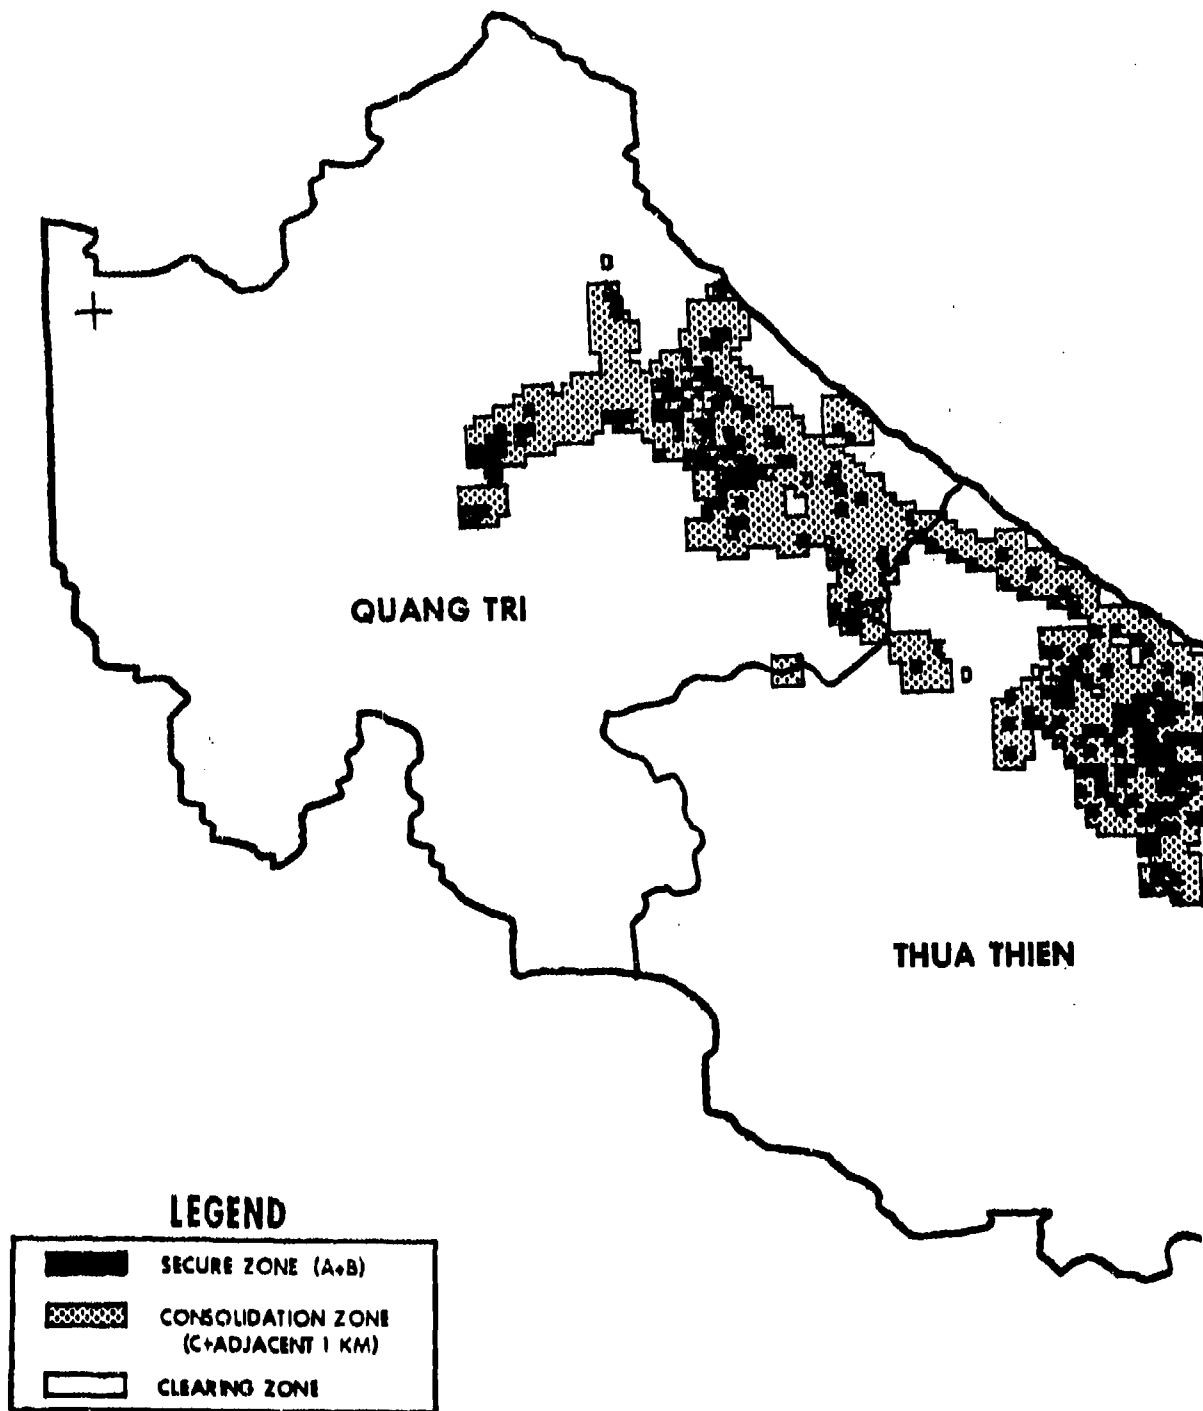 QUANG TRI
THUA THIEN
LEGEND
SECURE ZONE (A+B)
CONSOLIDATION ZONE
(C+ADJACENT 1 KM)
CLEARING ZONE